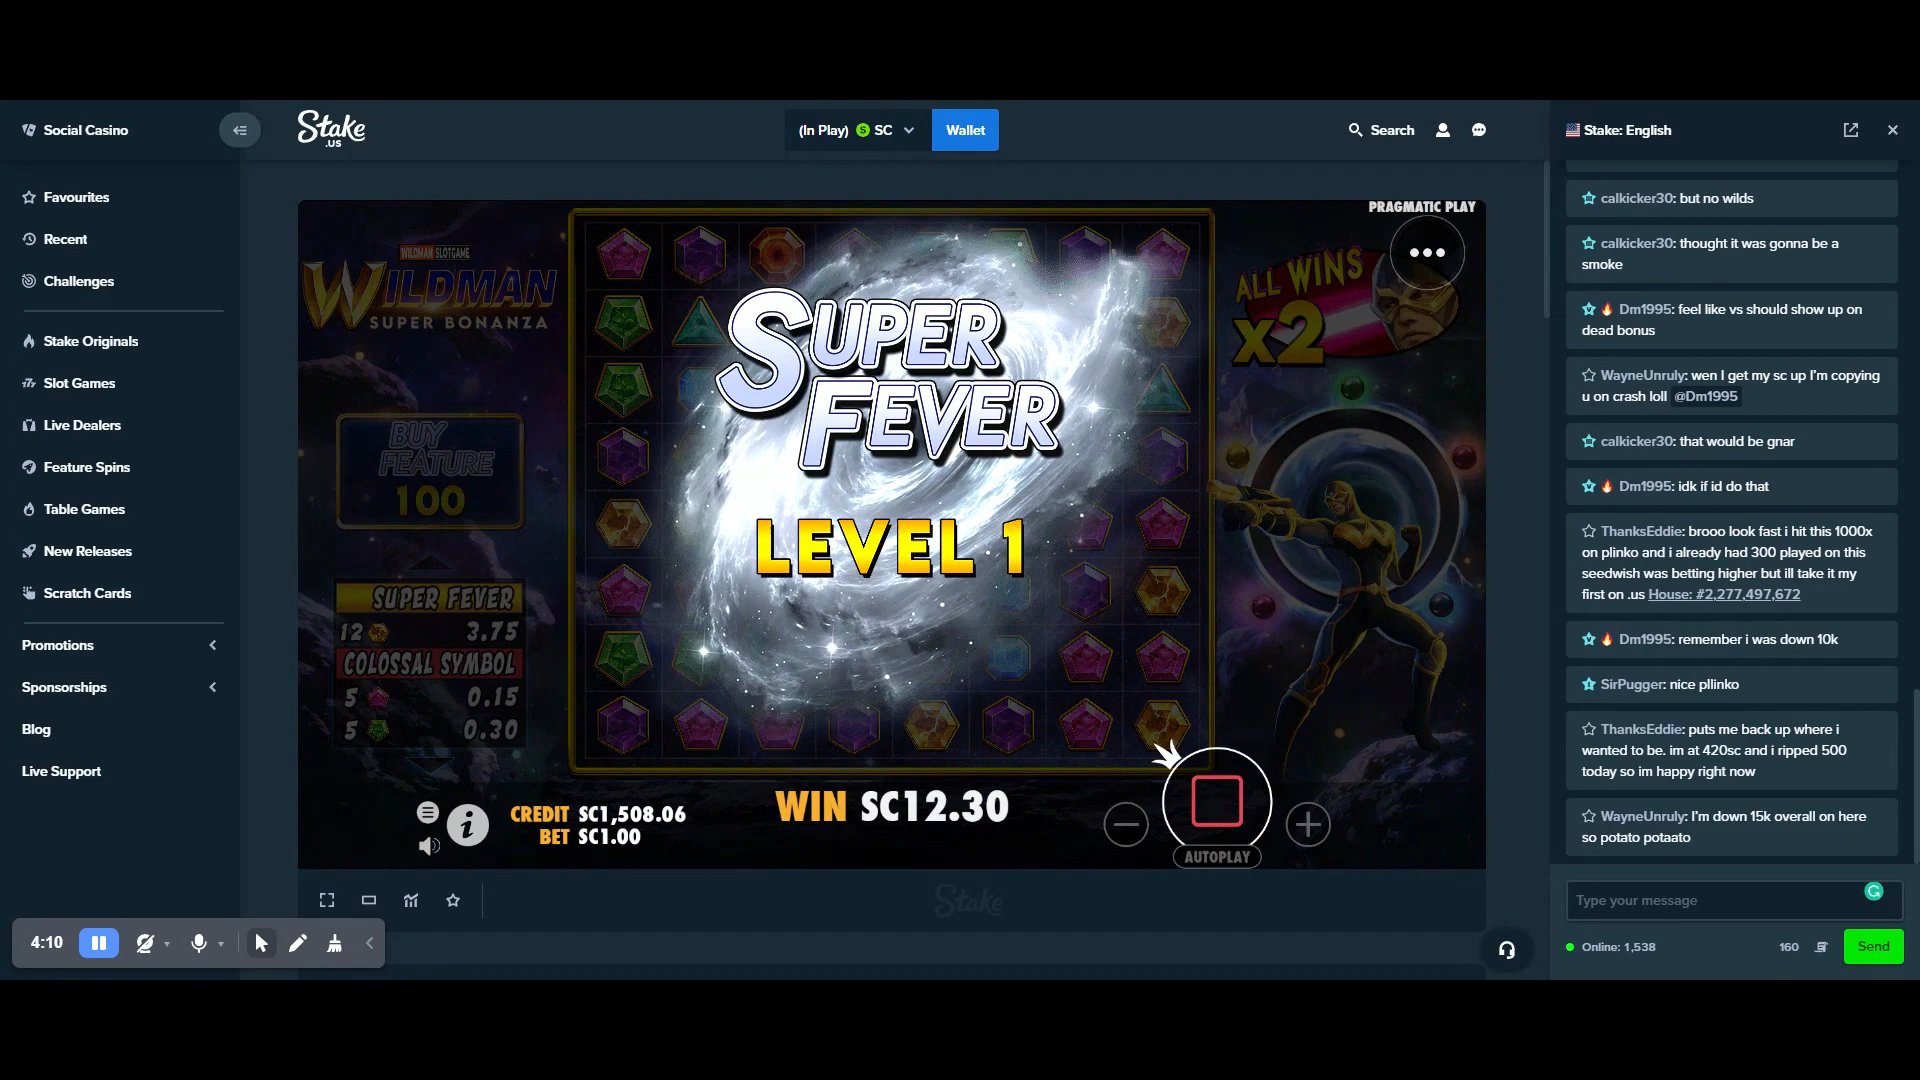 Social Casino
Stake
.US
(In Play) S SC
Wallet
Search
Stake: English
Favourites
Recent
Challenges
Stake Originals
Slot Games
Live Dealers
Feature Spins
Table Games
New Releases
Scratch Cards
Promotions
Sponsorships
Blog
Live Support
PRAGMATIC PLAY
WILDMAN SLOTGAME
WILDMAN
SUPER BONANZA
BUY
FEATURE
100
SUPER FEVER
12 3.75
COLOSSAL SYMBOL
5 0.15
5 0.30
SUPER
FEVER
LEVEL 1
ALL WINS
x2
CREDIT SC1,508.06
BET SC1.00
WIN SC12.30
AUTOPLAY
Stake
4:10
calkicker30: but no wilds
calkicker30: thought it was gonna be a
smoke
Dm1995: feel like vs should show up on
dead bonus
WayneUnruly: wen I get my sc up I'm copying
u on crash loll @Dm1995
calkicker30: that would be gnar
Dm1995: idk if id do that
ThanksEddie: brooo look fast i hit this 1000x
on plinko and i already had 300 played on this
seedwish was betting higher but ill take it my
first on .us House: #2,277,497,672
Dm1995: remember i was down 10k
SirPugger: nice pllinko
ThanksEddie: puts me back up where i
wanted to be. im at 420sc and i ripped 500
today so im happy right now
WayneUnruly: I'm down 15k overall on here
so potato potaato
Type your message
Online: 1,538
160
Send